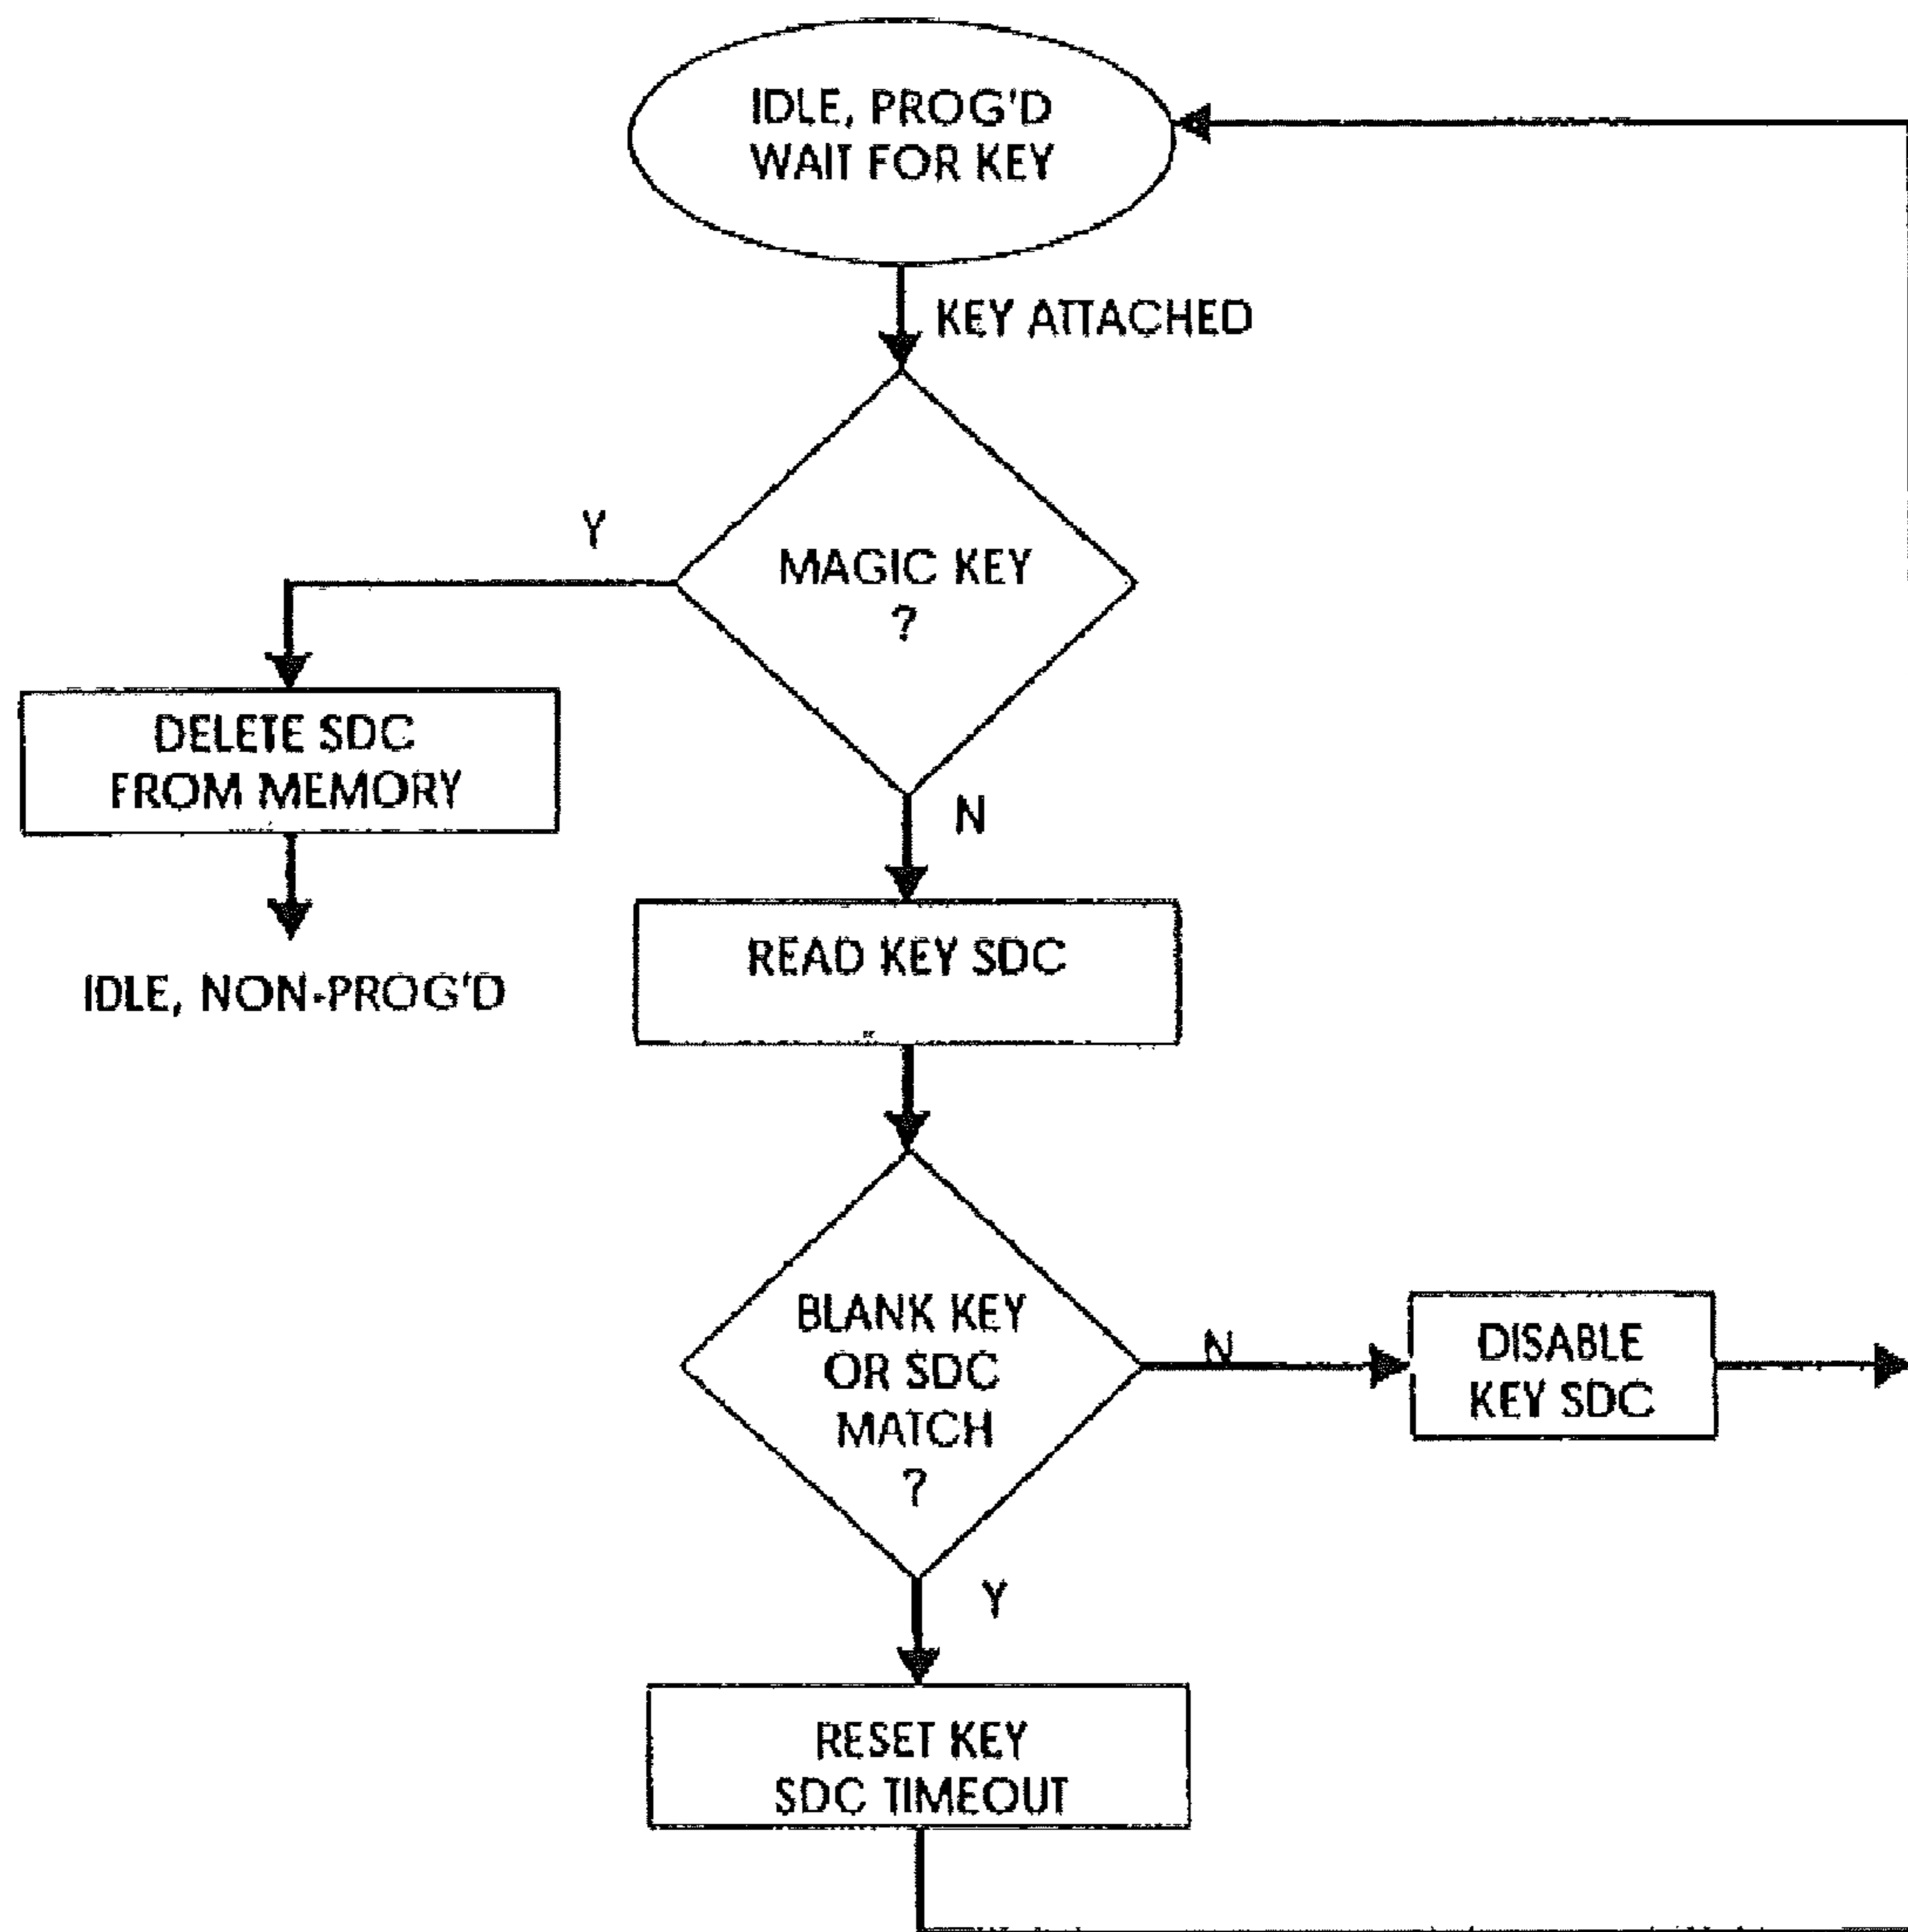 IDLE, PROG'D
WAIT FOR KEY
KEY ATTACHED
Y
MAGIC KEY
?
DELETE SDC
FROM MEMORY
N
READ KEY SDC
IDLE, NON-PROG'D
BLANK KEY
OR SDC
MATCH
?
N
DISABLE
KEY SDC
Y
RESET KEY
SDC TIMEOUT